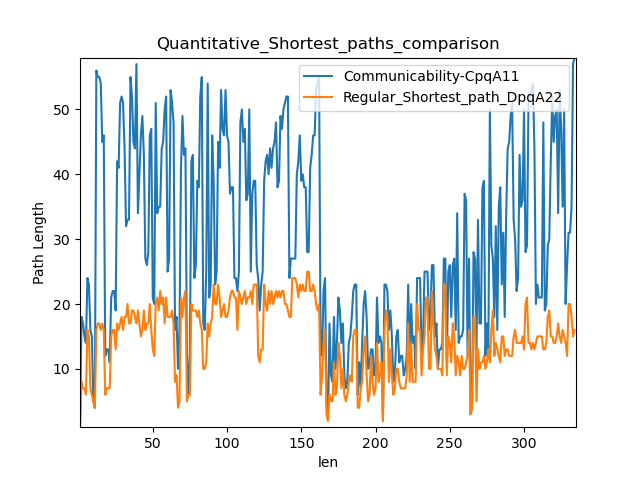 Quantitative_Shortest_paths_comparison
Communicability-CpqA11
Regular_Shortest_path_DpqA22
50
40
30
20
10
Path Length
50 100 150 200 250 300
len